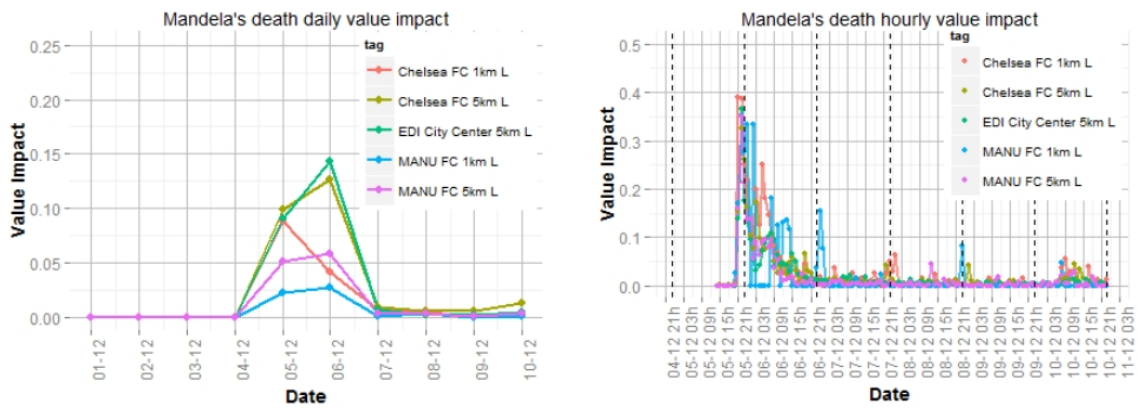 Mandela's death daily value impact
Value Impact
0.25
0.20
0.15
0.10
0.05
0.00
tag
Chelsea FC 1km L
Chelsea FC 5km L
EDI City Center 5km L
MANU FC 1km L
MANU FC 5km L
01-12
02-12
03-12
04-12
05-12
06-12
07-12
08-12
09-12
10-12
Date
Mandela's death hourly value impact
Value Impact
0.5
0.4
0.3
0.2
0.1
0.0
tag
Chelsea FC 1km L
Chelsea FC 5km L
EDI City Center 5km L
MANU FC 1km L
MANU FC 5km L
04-12 21h
05-12 03h
05-12 09h
05-12 15h
05-12 21h
06-12 03h
06-12 09h
06-12 15h
06-12 21h
07-12 03h
07-12 09h
07-12 15h
07-12 21h
08-12 03h
08-12 09h
08-12 15h
08-12 21h
09-12 03h
09-12 09h
09-12 15h
09-12 21h
10-12 03h
10-12 09h
10-12 15h
10-12 21h
11-12 03h
Date